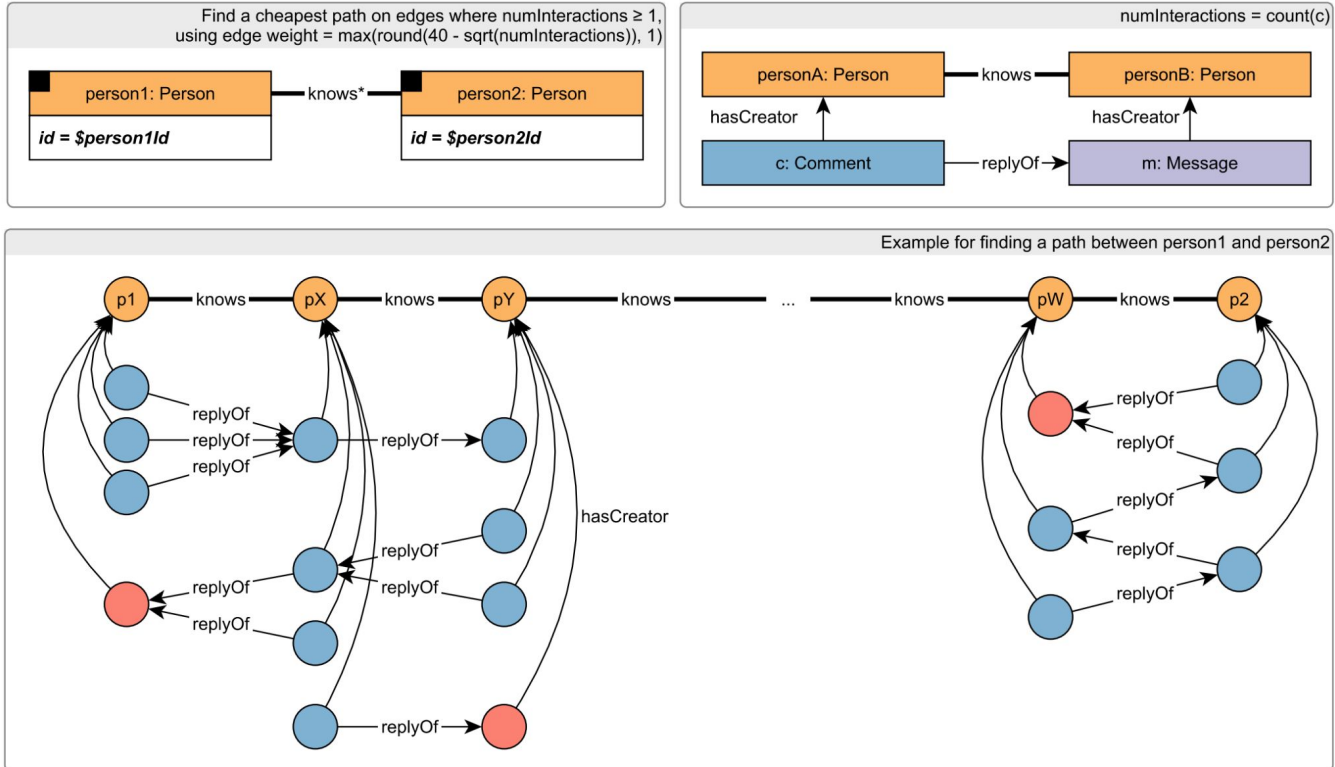 Find a cheapest path on edges where numInteractions ≥ 1,
using edge weight = max(round(40 - sqrt(numInteractions)), 1)
person1: Person
knows*
person2: Person
id = $person1Id
id = $person2Id
numInteractions = count(c)
personA: Person
knows
personB: Person
hasCreator
hasCreator
c: Comment
replyOf
m: Message
Example for finding a path between person1 and person2
p1 knows pX knows pY knows ... knows pW knows p2
replyOf
replyOf
replyOf
replyOf
replyOf
replyOf
replyOf
replyOf
replyOf
hasCreator
replyOf
replyOf
replyOf
replyOf
replyOf